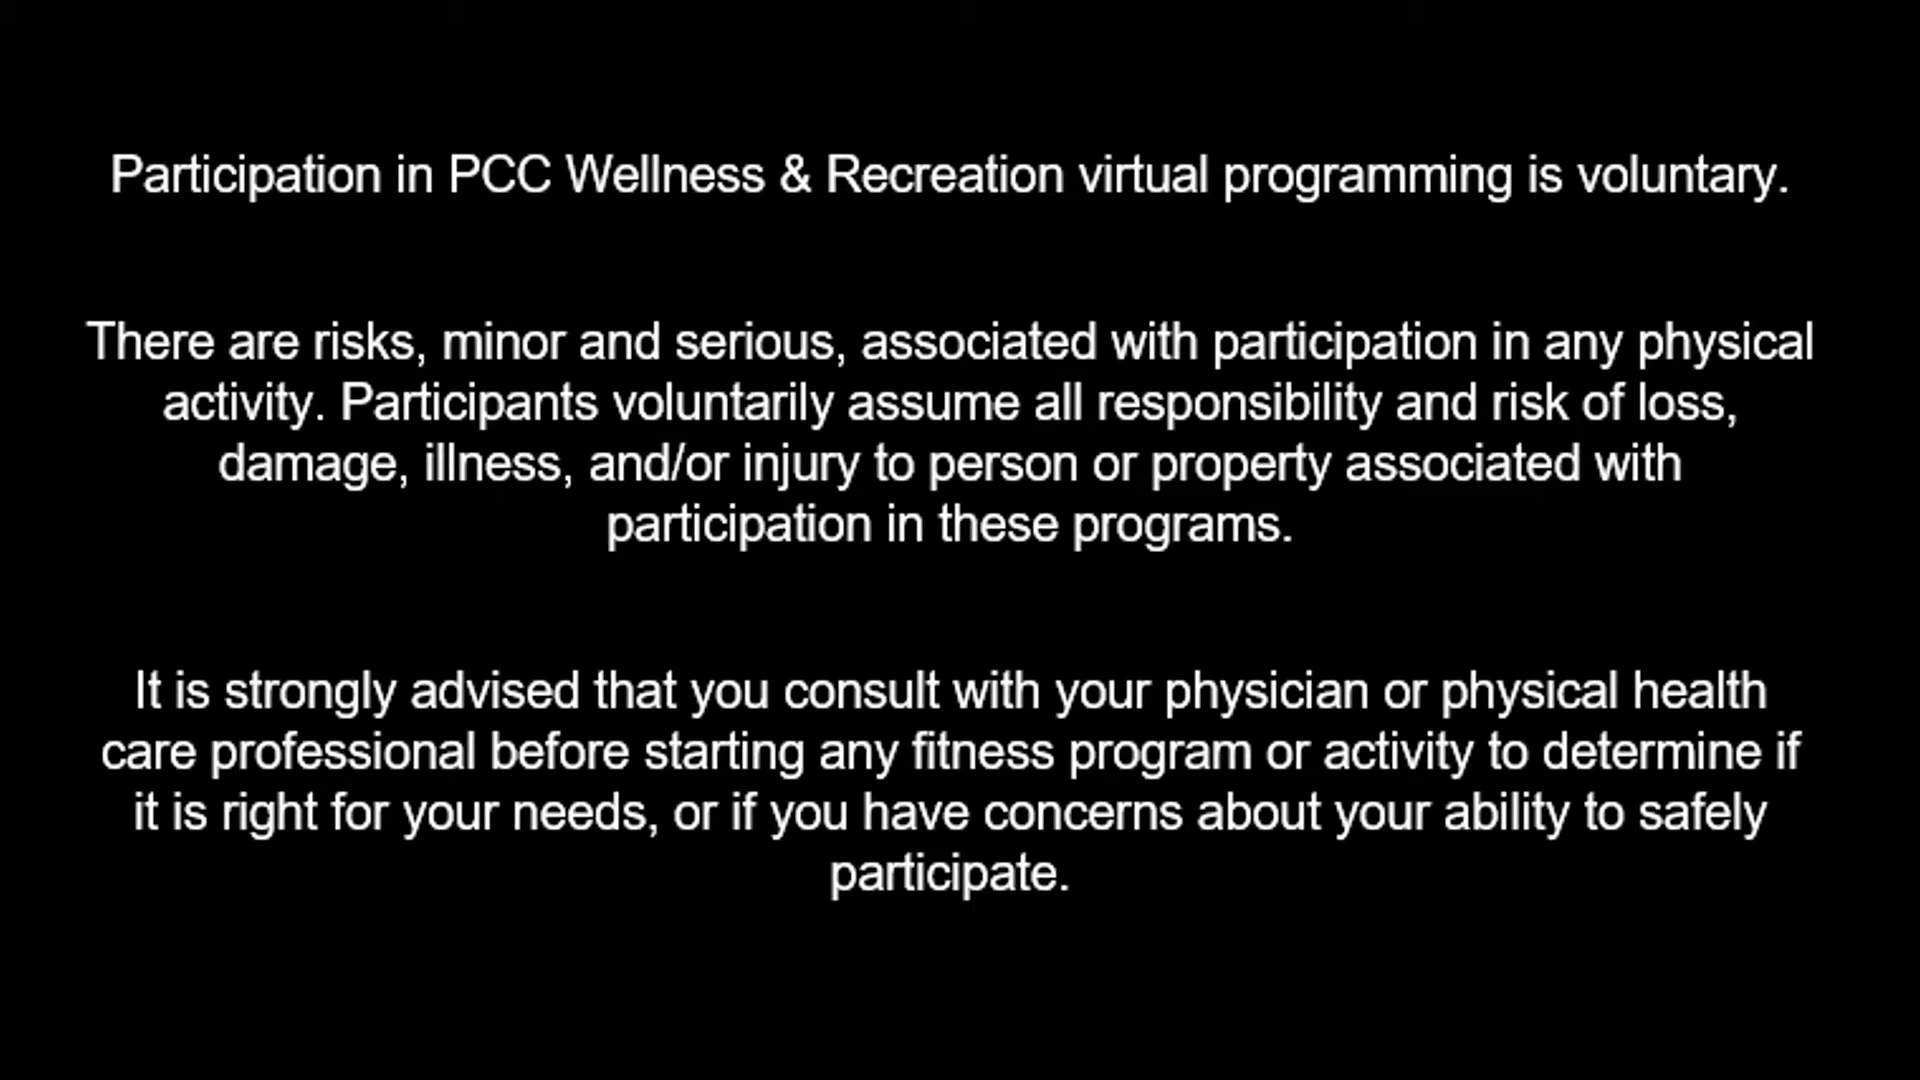 Participation in PCC Wellness & Recreation virtual programming is voluntary.
There are risks, minor and serious, associated with participation in any physical
activity. Participants voluntarily assume all responsibility and risk of loss,
damage, illness, and/or injury to person or property associated with
participation in these programs.
It is strongly advised that you consult with your physician or physical health
care professional before starting any fitness program or activity to determine if
it is right for your needs, or if you have concerns about your ability to safely
participate.